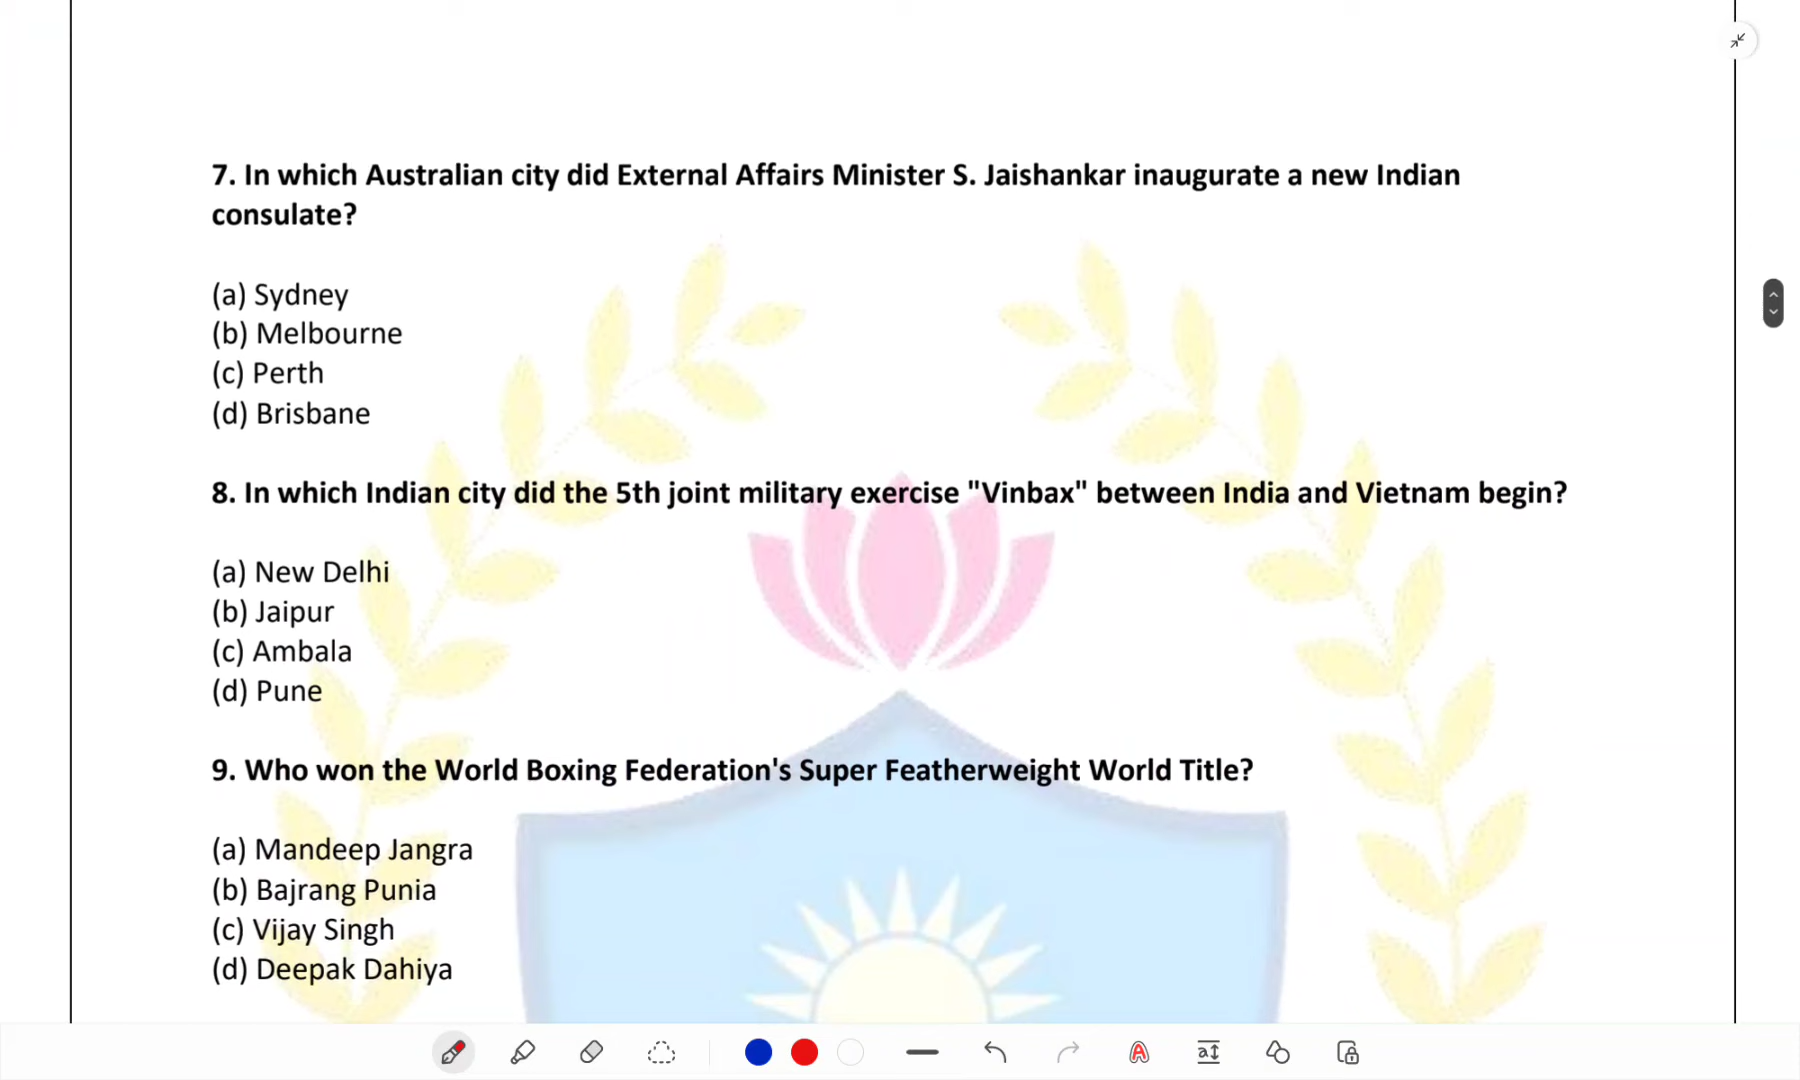 7. In which Australian city did External Affairs Minister S. Jaishankar inaugurate a new Indian
consulate?
(a) Sydney
(b) Melbourne
(c) Perth
(d) Brisbane
8. In which Indian city did the 5th joint military exercise "Vinbax" between India and Vietnam begin?
(a) New Delhi
(b) Jaipur
(c) Ambala
(d) Pune
9. Who won the World Boxing Federation's Super Featherweight World Title?
(a) Mandeep Jangra
(b) Bajrang Punia
(c) Vijay Singh
(d) Deepak Dahiya